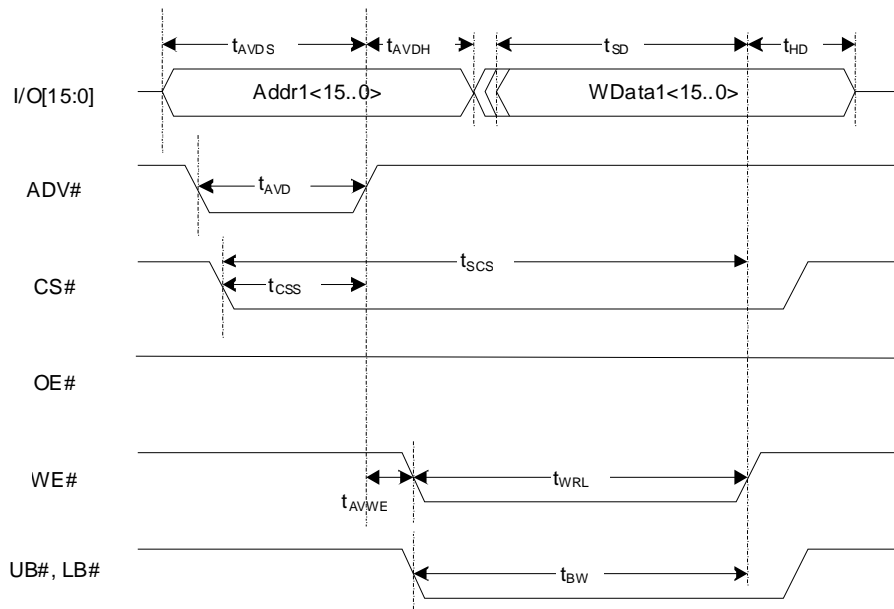 tAVDS tAVDH tSD tHD
I/O[15:0] Addr1<15..0> WData1<15..0>
ADV# tAVD
tSCS
CS# tCSS
OE#
WE# tWRL
tAVWE
UB#, LB# tBW